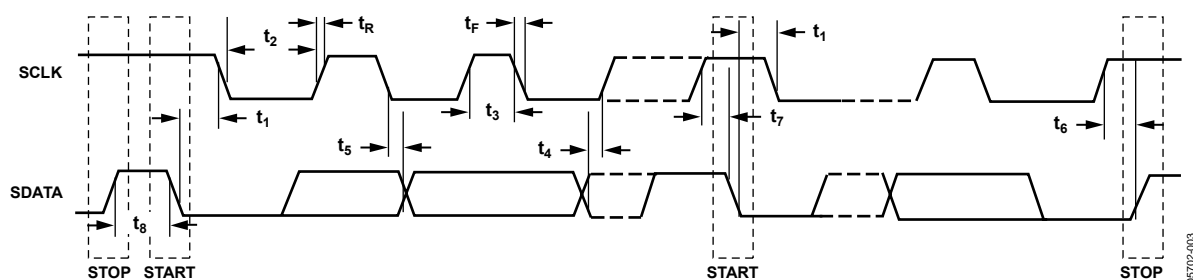 t2 tR tF t1
SCLK
t1 t3 t7
t5 t4 t6
SDATA
t8
STOP START START STOP
05702-003